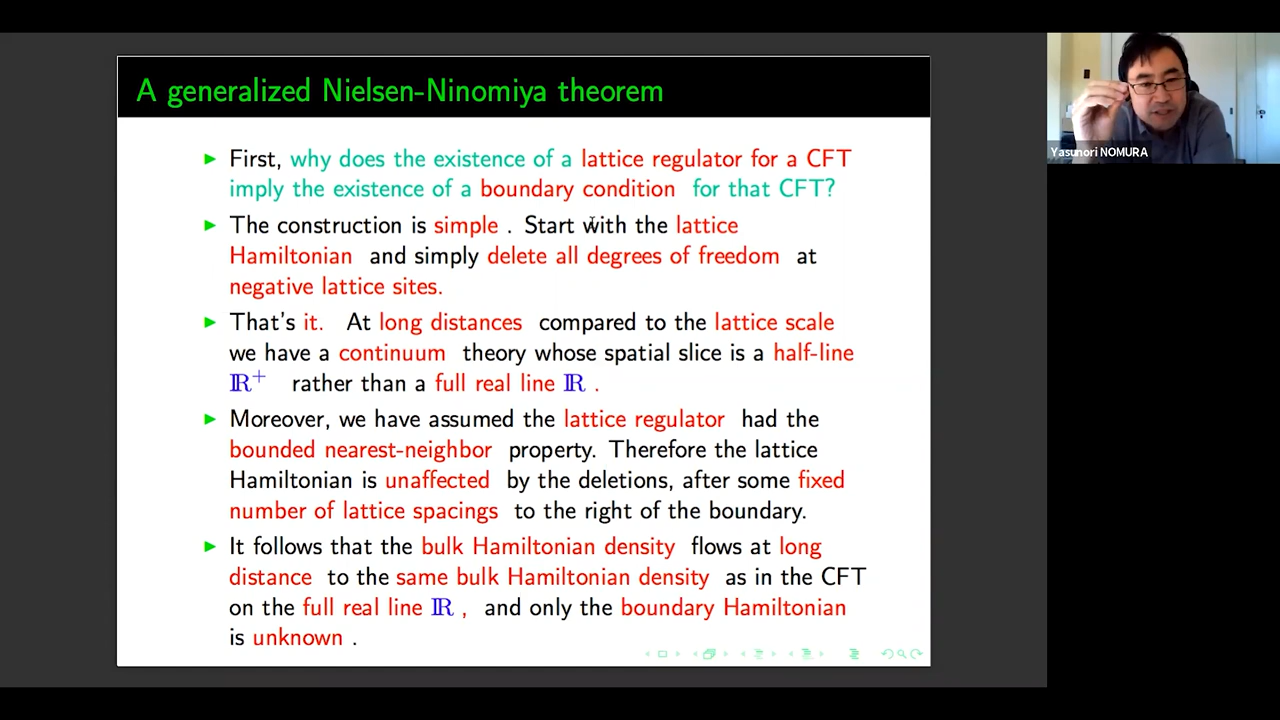 A generalized Nielsen-Ninomiya theorem
First, why does the existence of a lattice regulator for a CFT
imply the existence of a boundary condition for that CFT?
The construction is simple . Start with the lattice
Hamiltonian and simply delete all degrees of freedom at
negative lattice sites.
That's it. At long distances compared to the lattice scale
we have a continuum theory whose spatial slice is a half-line
ℝ⁺ rather than a full real line ℝ .
Moreover, we have assumed the lattice regulator had the
bounded nearest-neighbor property. Therefore the lattice
Hamiltonian is unaffected by the deletions, after some fixed
number of lattice spacings to the right of the boundary.
It follows that the bulk Hamiltonian density flows at long
distance to the same bulk Hamiltonian density as in the CFT
on the full real line ℝ , and only the boundary Hamiltonian
is unknown .
Yasunori NOMURA